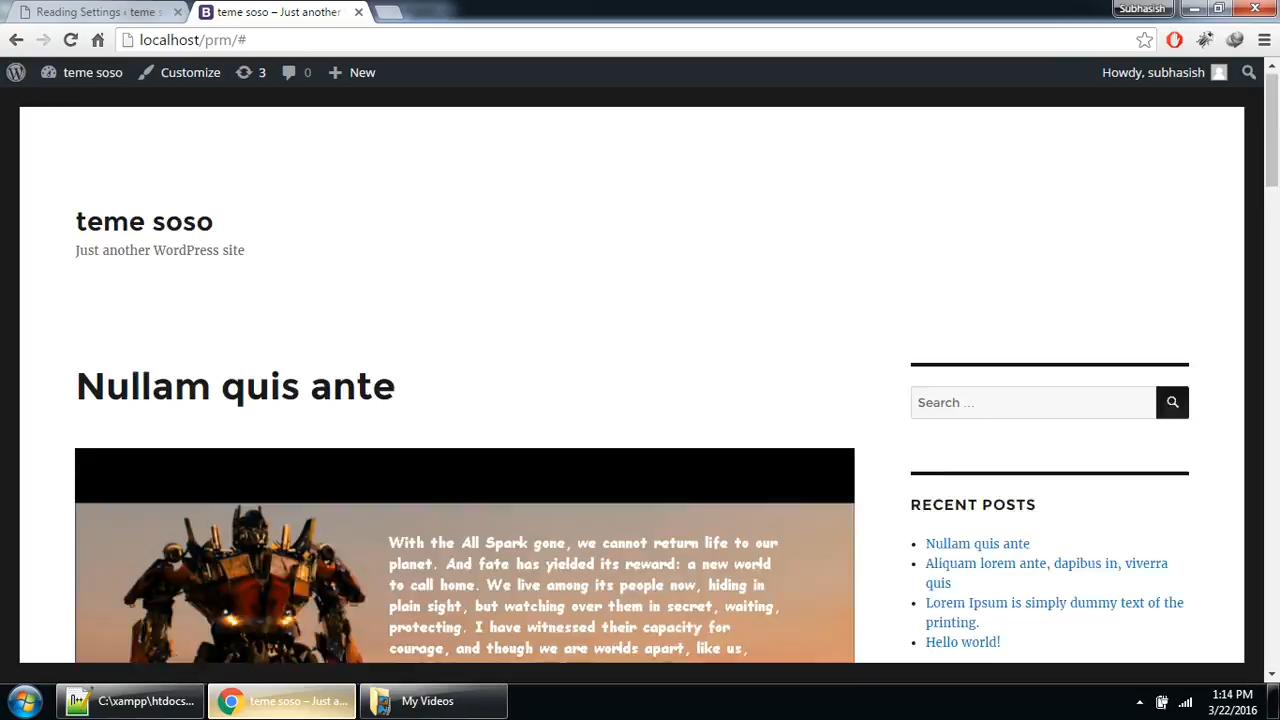 Reading Settings ‹ teme s
teme soso – Just another
Subhasish
localhost/prm/#
teme soso
Customize
3
0
New
Howdy, subhasish
teme soso
Just another WordPress site
Nullam quis ante
Search …
RECENT POSTS
Nullam quis ante
Aliquam lorem ante, dapibus in, viverra
quis
Lorem Ipsum is simply dummy text of the
printing.
Hello world!
With the All Spark gone, we cannot return life to our
planet. And fate has yielded its reward: a new world
to call home. We live among its people now, hiding in
plain sight, but watching over them in secret, waiting,
protecting. I have witnessed their capacity for
courage, and though we are worlds apart, like us,
C:\xampp\htdocs...
teme soso – Just a...
My Videos
1:14 PM
3/22/2016